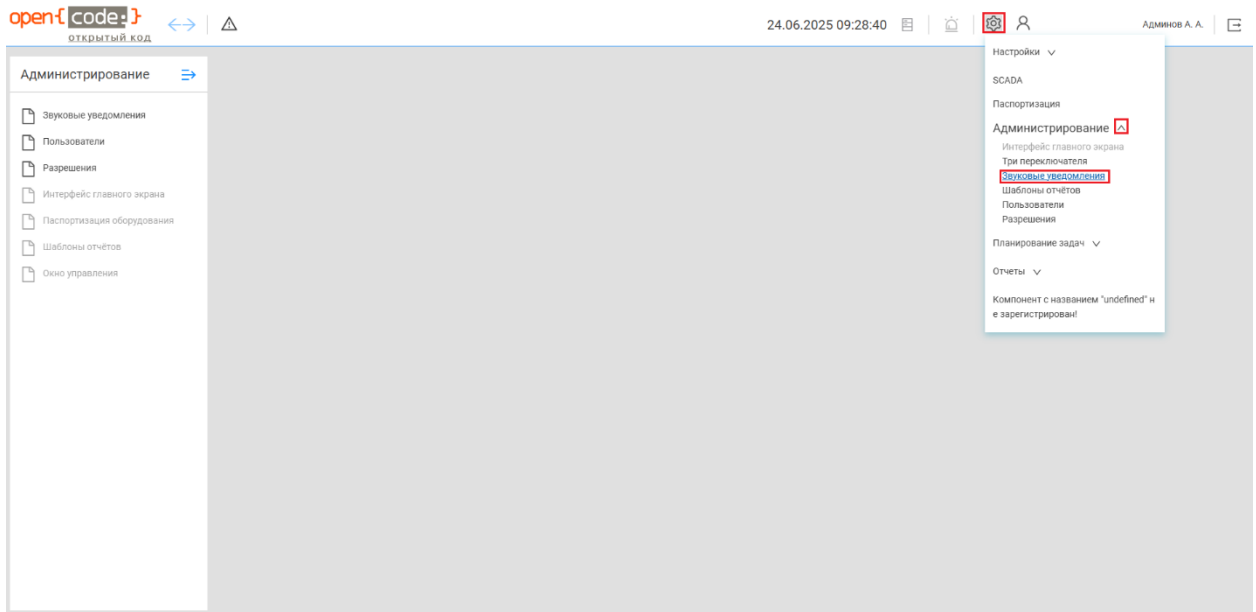 open{code:}
открытый код
24.06.2025 09:28:40
Админов А. А.
Администрирование
Звуковые уведомления
Пользователи
Разрешения
Интерфейс главного экрана
Паспортизация оборудования
Шаблоны отчётов
Окно управления
Настройки
SCADA
Паспортизация
Администрирование
Интерфейс главного экрана
Три переключателя
Звуковые уведомления
Шаблоны отчётов
Пользователи
Разрешения
Планирование задач
Отчеты
Компонент с названием "undefined" н
е зарегистрирован!